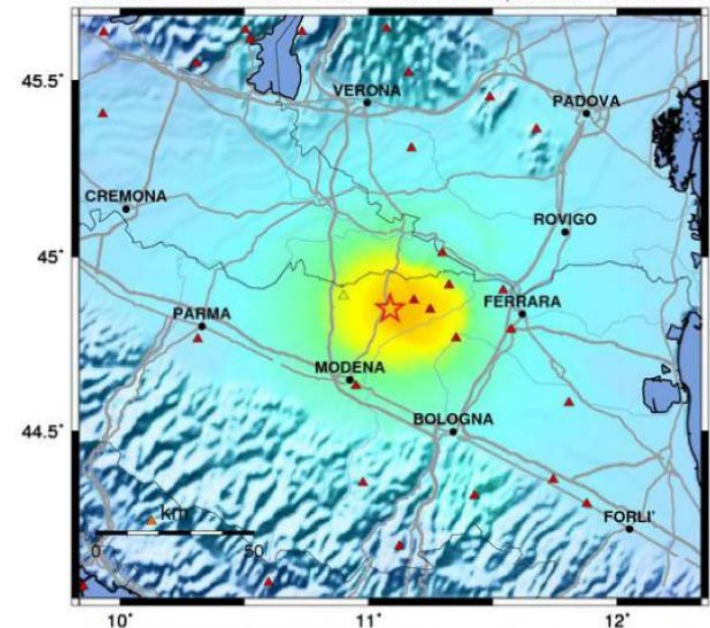 45.5°
VERONA
PADOVA
CREMONA
ROVIGO
45°
FERRARA
PARMA
MODENA
BOLOGNA
44.5°
FORLI'
km
0 50
10° 11° 12°